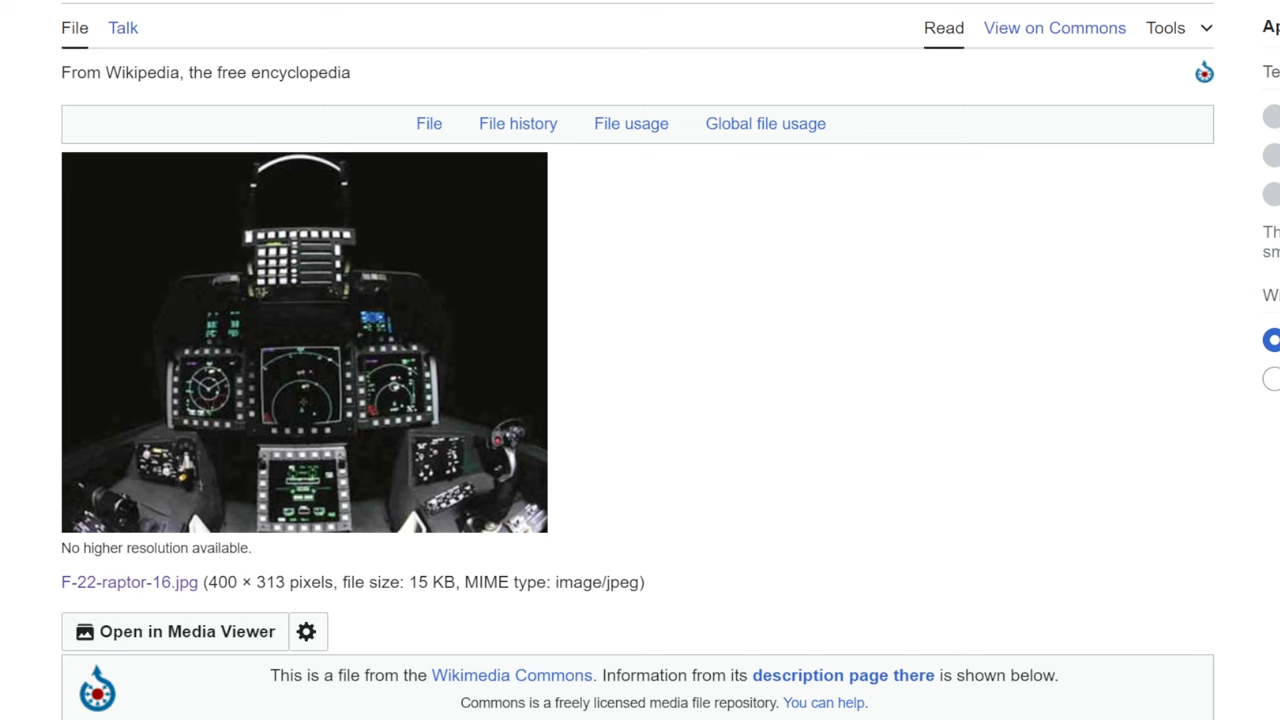 File Talk Read View on Commons Tools
From Wikipedia, the free encyclopedia
File File history File usage Global file usage
No higher resolution available.
F-22-raptor-16.jpg (400 × 313 pixels, file size: 15 KB, MIME type: image/jpeg)
Open in Media Viewer
This is a file from the Wikimedia Commons. Information from its description page there is shown below.
Commons is a freely licensed media file repository. You can help.